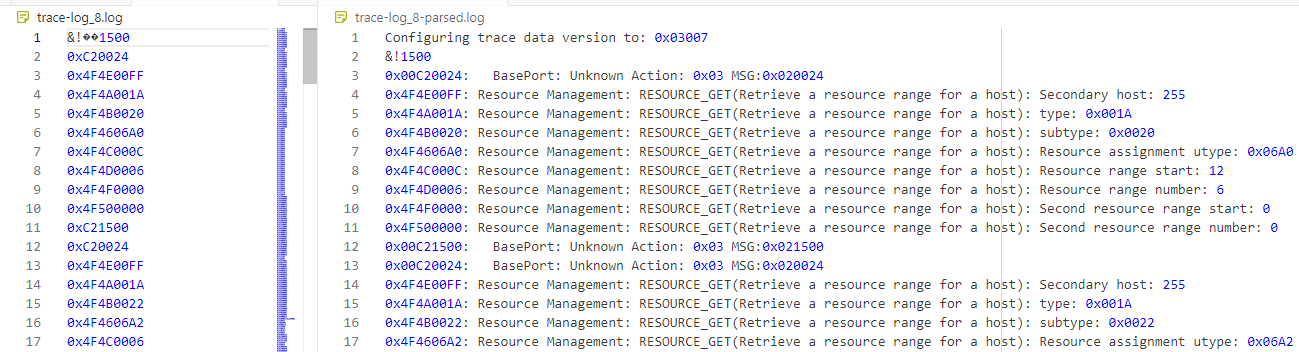 trace-log_8.log
1 &!��1500
2 0xC20024
3 0x4F4E00FF
4 0x4F4A001A
5 0x4F4B0020
6 0x4F4606A0
7 0x4F4C000C
8 0x4F4D0006
9 0x4F4F0000
10 0x4F500000
11 0xC21500
12 0xC20024
13 0x4F4E00FF
14 0x4F4A001A
15 0x4F4B0022
16 0x4F4606A2
17 0x4F4C0006
trace-log_8-parsed.log
1 Configuring trace data version to: 0x03007
2 &!1500
3 0x00C20024:   BasePort: Unknown Action: 0x03 MSG:0x020024
4 0x4F4E00FF: Resource Management: RESOURCE_GET(Retrieve a resource range for a host): Secondary host: 255
5 0x4F4A001A: Resource Management: RESOURCE_GET(Retrieve a resource range for a host): type: 0x001A
6 0x4F4B0020: Resource Management: RESOURCE_GET(Retrieve a resource range for a host): subtype: 0x0020
7 0x4F4606A0: Resource Management: RESOURCE_GET(Retrieve a resource range for a host): Resource assignment utype: 0x06A0
8 0x4F4C000C: Resource Management: RESOURCE_GET(Retrieve a resource range for a host): Resource range start: 12
9 0x4F4D0006: Resource Management: RESOURCE_GET(Retrieve a resource range for a host): Resource range number: 6
10 0x4F4F0000: Resource Management: RESOURCE_GET(Retrieve a resource range for a host): Second resource range start: 0
11 0x4F500000: Resource Management: RESOURCE_GET(Retrieve a resource range for a host): Second resource range number: 0
12 0x00C21500:   BasePort: Unknown Action: 0x03 MSG:0x021500
13 0x00C20024:   BasePort: Unknown Action: 0x03 MSG:0x020024
14 0x4F4E00FF: Resource Management: RESOURCE_GET(Retrieve a resource range for a host): Secondary host: 255
15 0x4F4A001A: Resource Management: RESOURCE_GET(Retrieve a resource range for a host): type: 0x001A
16 0x4F4B0022: Resource Management: RESOURCE_GET(Retrieve a resource range for a host): subtype: 0x0022
17 0x4F4606A2: Resource Management: RESOURCE_GET(Retrieve a resource range for a host): Resource assignment utype: 0x06A2